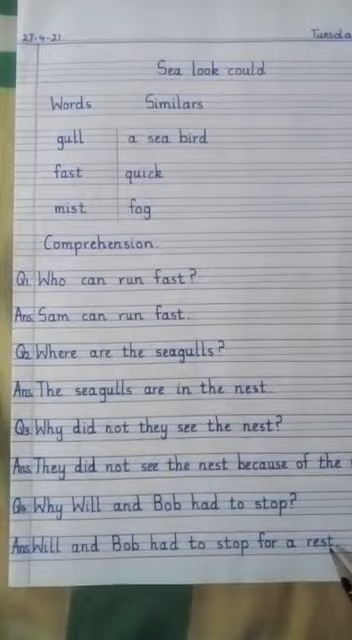 27-4-21 Tuesda
Sea look could
Words Similars
gull a sea bird
fast quick
mist fog
Comprehension.
Q1. Who can run fast?
Ans. Sam can run fast.
Q2. Where are the seagulls?
Ans. The seagulls are in the nest.
Q3. Why did not they see the nest?
Ans. They did not see the nest because of the
Q4. Why Will and Bob had to stop?
Ans. Will and Bob had to stop for a rest.